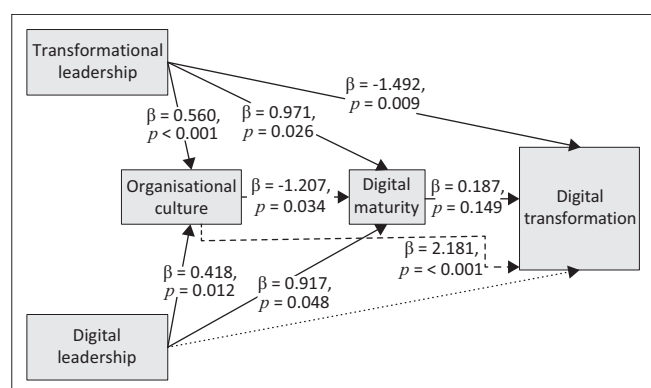 Transformational
leadership
β = -1.492,
p = 0.009
β = 0.560,
p < 0.001
β = 0.971,
p = 0.026
Organisational
culture
β = -1.207,
p = 0.034
Digital
maturity
β = 0.187,
p = 0.149
Digital
transformation
β = 2.181,
p = < 0.001
β = 0.418,
p = 0.012
β = 0.917,
p = 0.048
Digital
leadership